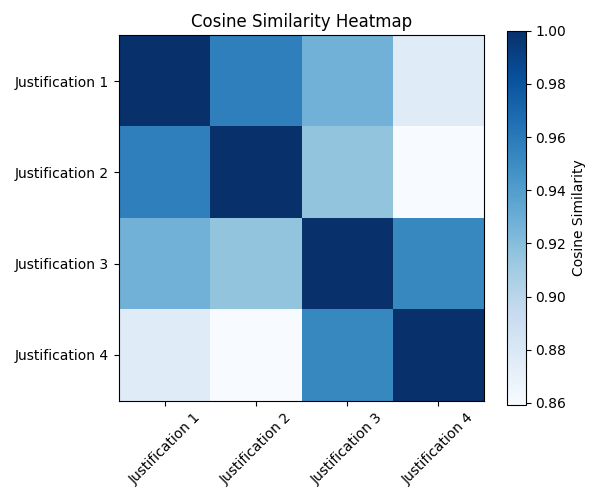 Cosine Similarity Heatmap
Justification 1
Justification 2
Justification 3
Justification 4
Justification 1
Justification 2
Justification 3
Justification 4
1.00
0.98
0.96
0.94
0.92
0.90
0.88
0.86
Cosine Similarity